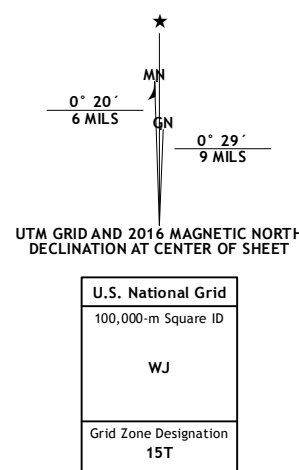 MN
0° 20´
6 MILS
GN
0° 29´
9 MILS
UTM GRID AND 2016 MAGNETIC NORTH
DECLINATION AT CENTER OF SHEET
U.S. National Grid
100,000-m Square ID
WJ
Grid Zone Designation
15T